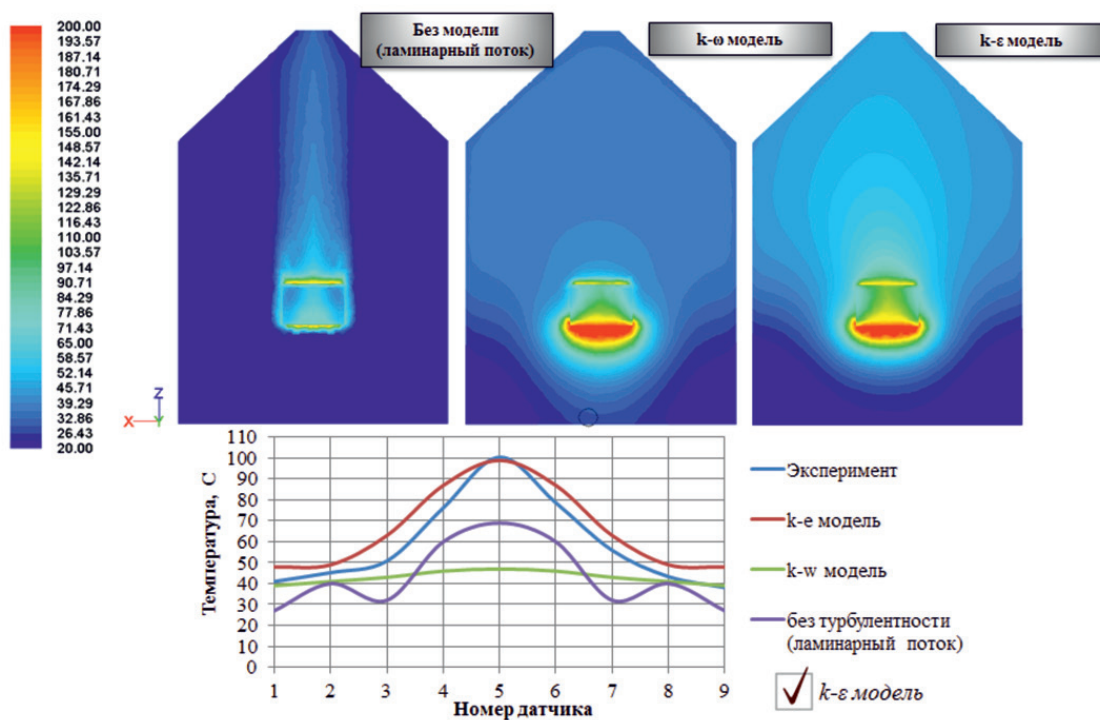 200.00
193.57
187.14
180.71
174.29
167.86
161.43
155.00
148.57
142.14
135.71
129.29
122.86
116.43
110.00
103.57
97.14
90.71
84.29
77.86
71.43
65.00
58.57
52.14
45.71
39.29
32.86
26.43
20.00
Без модели
(ламинарный поток)
k-ω модель
k-ε модель
Z
X
Y
Температура, С
110
100
90
80
70
60
50
40
30
20
10
0
1 2 3 4 5 6 7 8 9
Номер датчика
Эксперимент
k-e модель
k-w модель
без турбулентности
(ламинарный поток)
k-ε модель